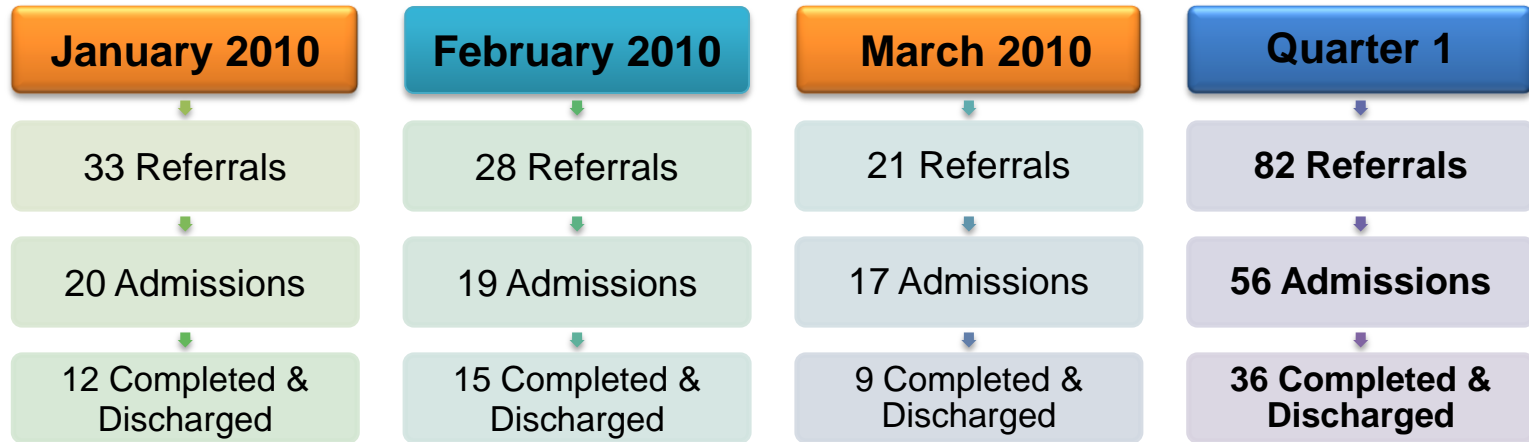 January 2010
33 Referrals
20 Admissions
12 Completed &
Discharged
February 2010
28 Referrals
19 Admissions
15 Completed &
Discharged
March 2010
21 Referrals
17 Admissions
9 Completed &
Discharged
Quarter 1
82 Referrals
56 Admissions
36 Completed &
Discharged